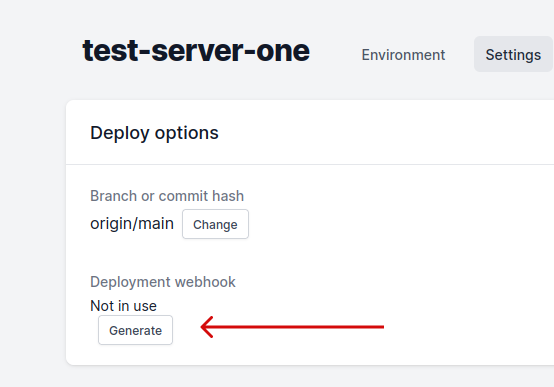 test-server-one
Environment
Settings
Deploy options
Branch or commit hash
origin/main
Change
Deployment webhook
Not in use
Generate